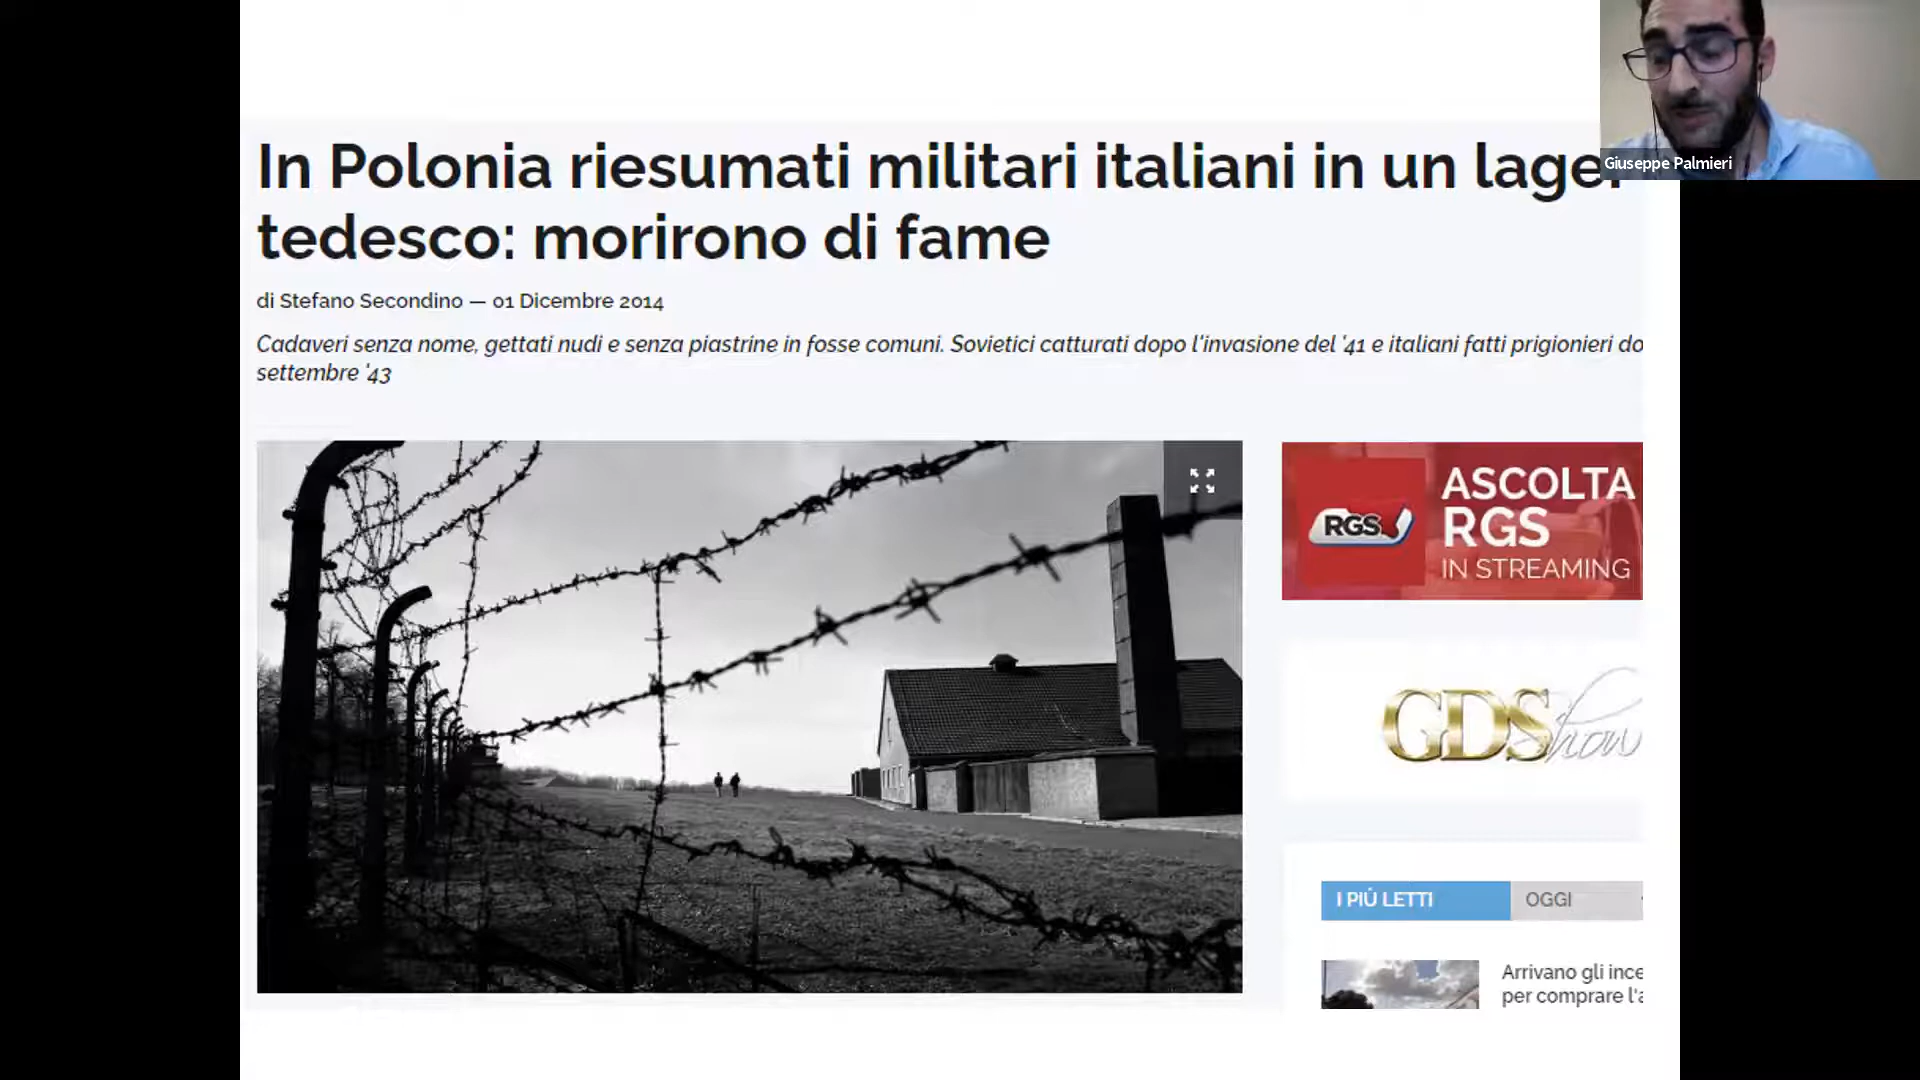 In Polonia riesumati militari italiani in un lager
Giuseppe Palmieri
tedesco: morirono di fame
di Stefano Secondino — 01 Dicembre 2014
Cadaveri senza nome, gettati nudi e senza piastrine in fosse comuni. Sovietici catturati dopo l'invasione del '41 e italiani fatti prigionieri do
settembre '43
RGS
ASCOLTA
RGS
IN STREAMING
GDShow
I PIÙ LETTI
OGGI
Arrivano gli ince
per comprare l'a